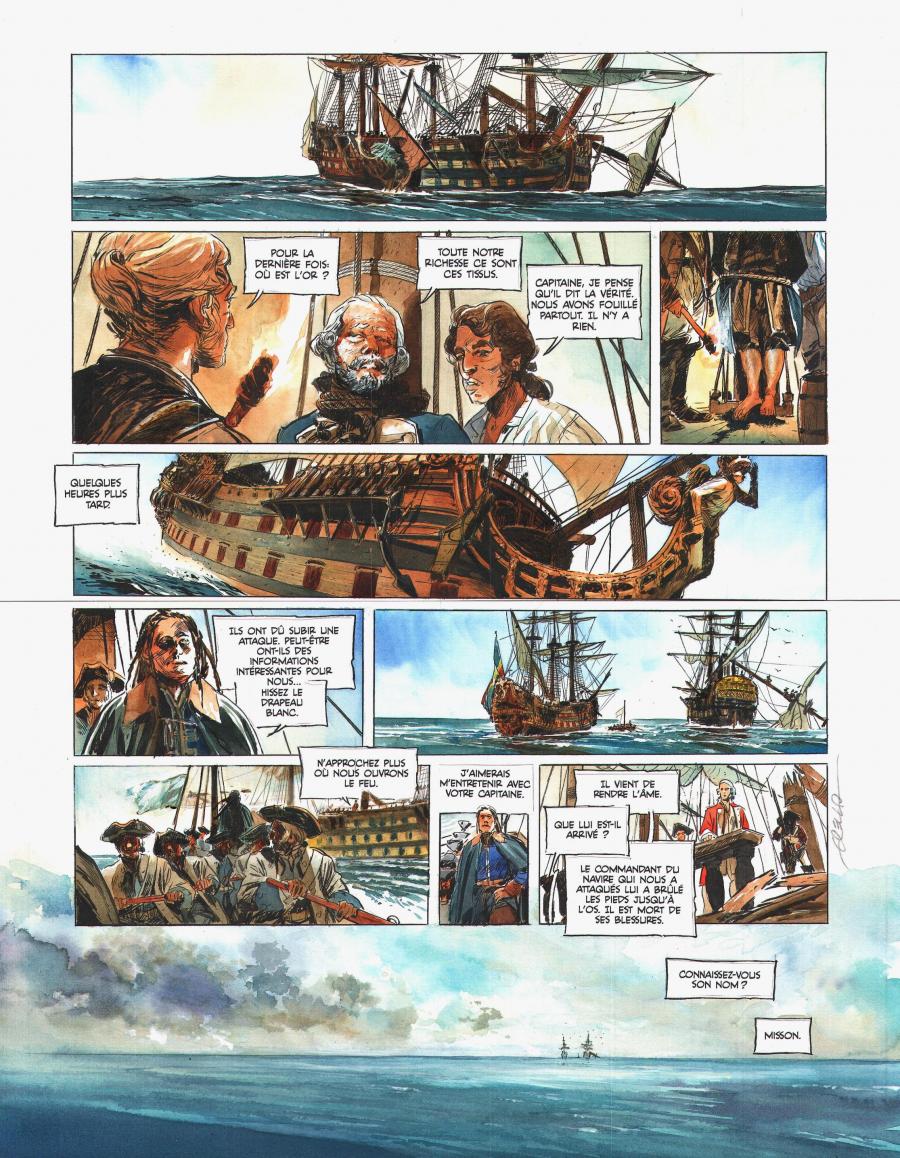 POUR LA
DERNIÈRE FOIS:
OÙ EST L'OR ?
TOUTE NOTRE
RICHESSE CE SONT
CES TISSUS.
CAPITAINE, JE PENSE
QU'IL DIT LA VÉRITÉ.
NOUS AVONS FOUILLÉ
PARTOUT. IL N'Y A
RIEN.
QUELQUES
HEURES PLUS
TARD.
ILS ONT DÛ SUBIR UNE
ATTAQUE. PEUT-ÊTRE
ONT-ILS DES
INFORMATIONS
INTÉRESSANTES POUR
NOUS...
HISSEZ LE
DRAPEAU
BLANC.
N'APPROCHEZ PLUS
OÙ NOUS OUVRONS
LE FEU.
J'AIMERAIS
M'ENTRETENIR AVEC
VOTRE CAPITAINE.
IL VIENT DE
RENDRE L'ÂME.
QUE LUI EST-IL
ARRIVÉ ?
LE COMMANDANT DU
NAVIRE QUI NOUS A
ATTAQUÉS LUI A BRÛLÉ
LES PIEDS JUSQU'À
L'OS. IL EST MORT DE
SES BLESSURES.
CONNAISSEZ-VOUS
SON NOM ?
MISSON.